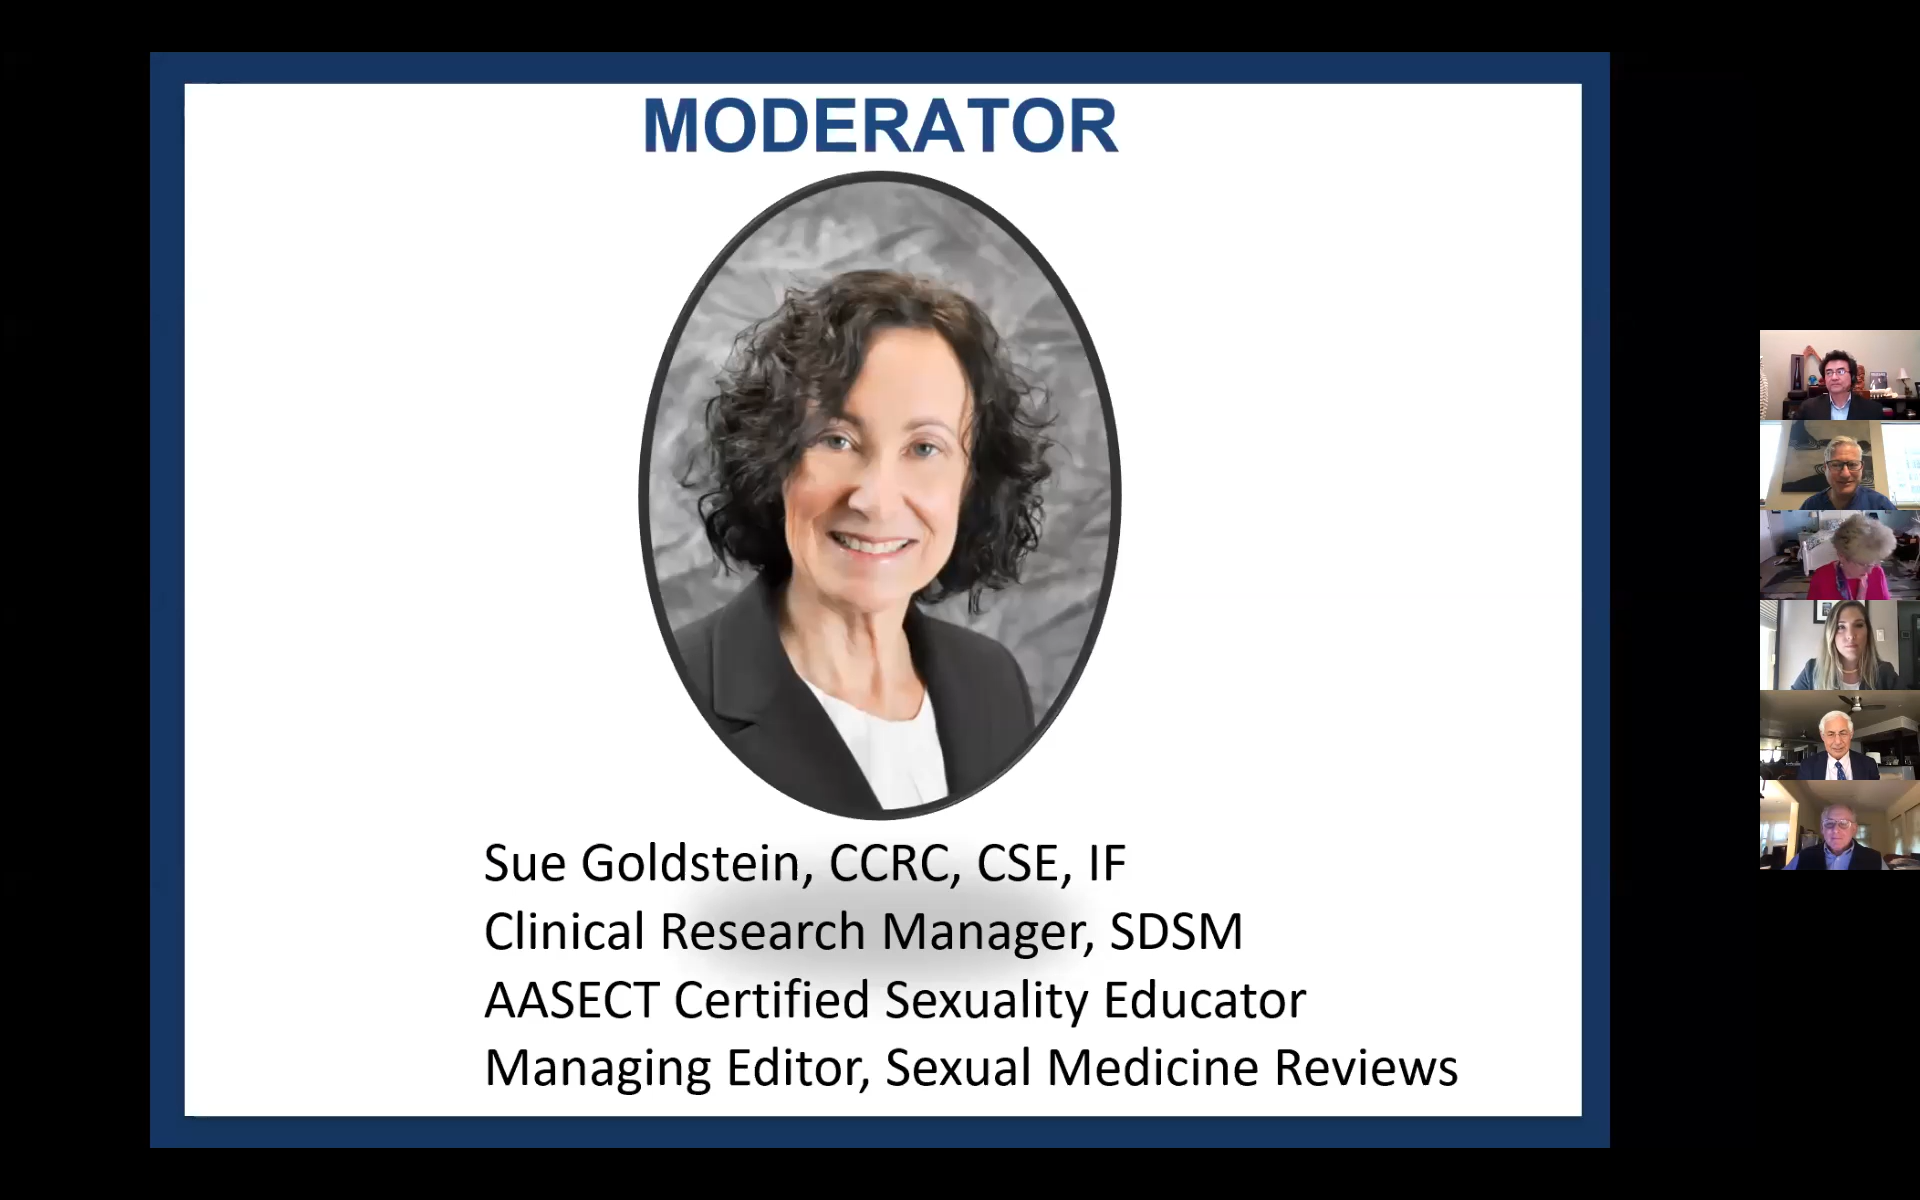 MODERATOR
Sue Goldstein, CCRC, CSE, IF
Clinical Research Manager, SDSM
AASECT Certified Sexuality Educator
Managing Editor, Sexual Medicine Reviews